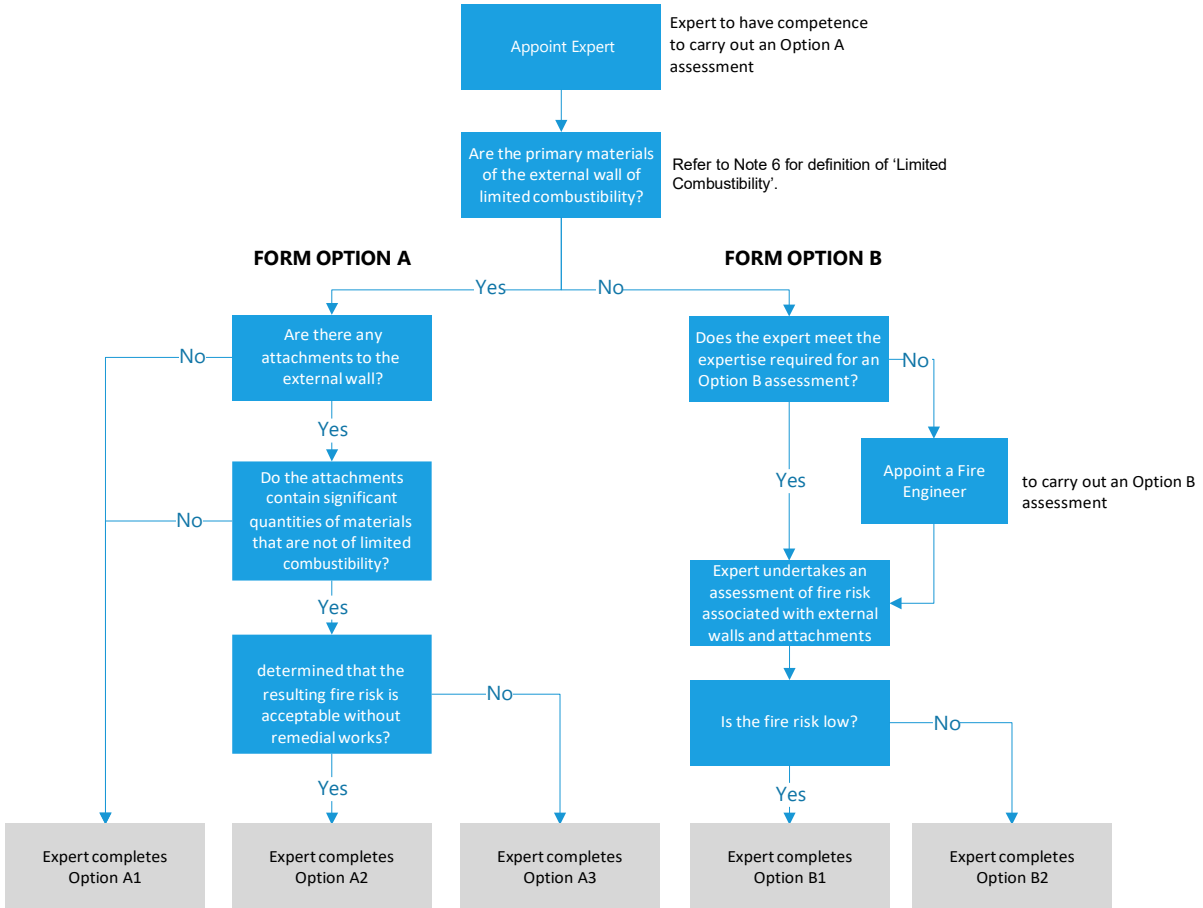 Appoint Expert
Expert to have competence
to carry out an Option A
assessment
Are the primary materials
of the external wall of
limited combustibility?
Refer to Note 6 for definition of ‘Limited
Combustibility’.
FORM OPTION A
FORM OPTION B
Yes
No
Are there any
attachments to the
external wall?
No
Does the expert meet the
expertise required for an
Option B assessment?
No
Yes
Do the attachments
contain significant
quantities of materials
that are not of limited
combustibility?
No
Yes
Appoint a Fire
Engineer
to carry out an Option B
assessment
Expert undertakes an
assessment of fire risk
associated with external
walls and attachments
Yes
determined that the
resulting fire risk is
acceptable without
remedial works?
No
Is the fire risk low?
No
Yes
Yes
Expert completes
Option A1
Expert completes
Option A2
Expert completes
Option A3
Expert completes
Option B1
Expert completes
Option B2